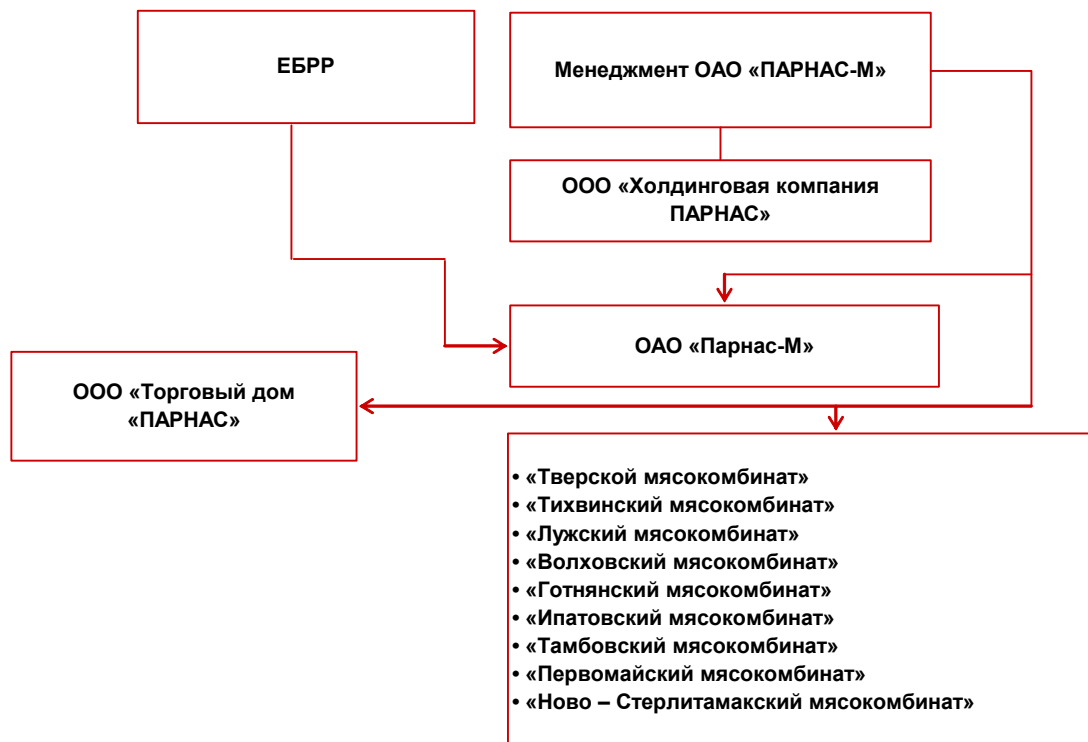 ЕБРР
Менеджмент ОАО «ПАРНАС-М»
ООО «Холдинговая компания
ПАРНАС»
ОАО «Парнас-М»
ООО «Торговый дом
«ПАРНАС»
• «Тверской мясокомбинат»
• «Тихвинский мясокомбинат»
• «Лужский мясокомбинат»
• «Волховский мясокомбинат»
• «Готнянский мясокомбинат»
• «Ипатовский мясокомбинат»
• «Тамбовский мясокомбинат»
• «Первомайский мясокомбинат»
• «Ново – Стерлитамакский мясокомбинат»